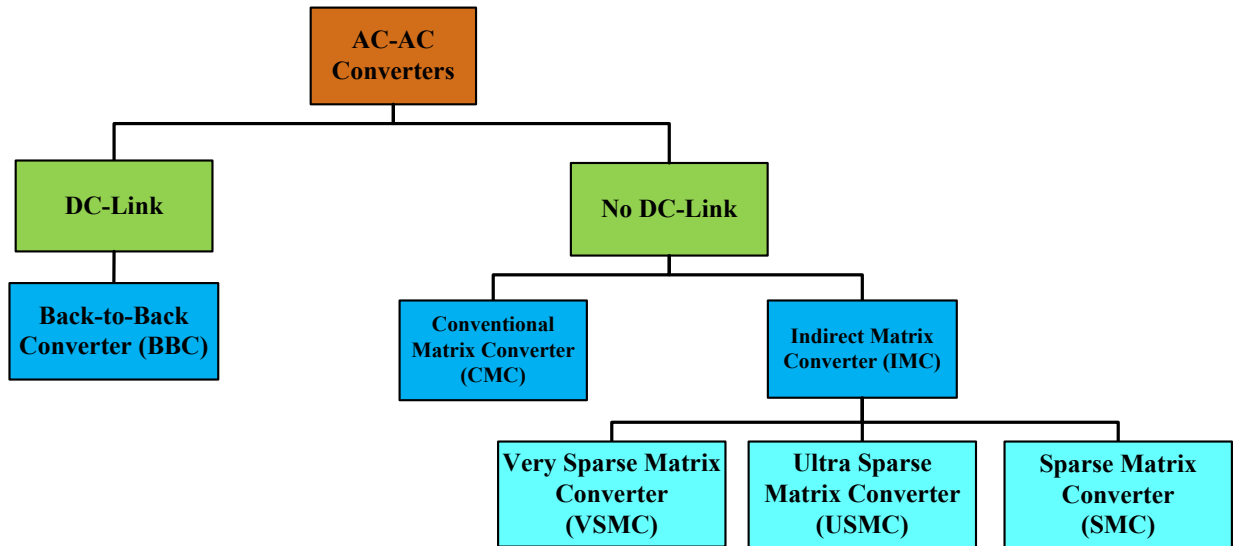 AC-AC
Converters
DC-Link
No DC-Link
Back-to-Back
Converter (BBC)
Conventional
Matrix Converter
(CMC)
Indirect Matrix
Converter (IMC)
Very Sparse Matrix
Converter
(VSMC)
Ultra Sparse
Matrix Converter
(USMC)
Sparse Matrix
Converter
(SMC)